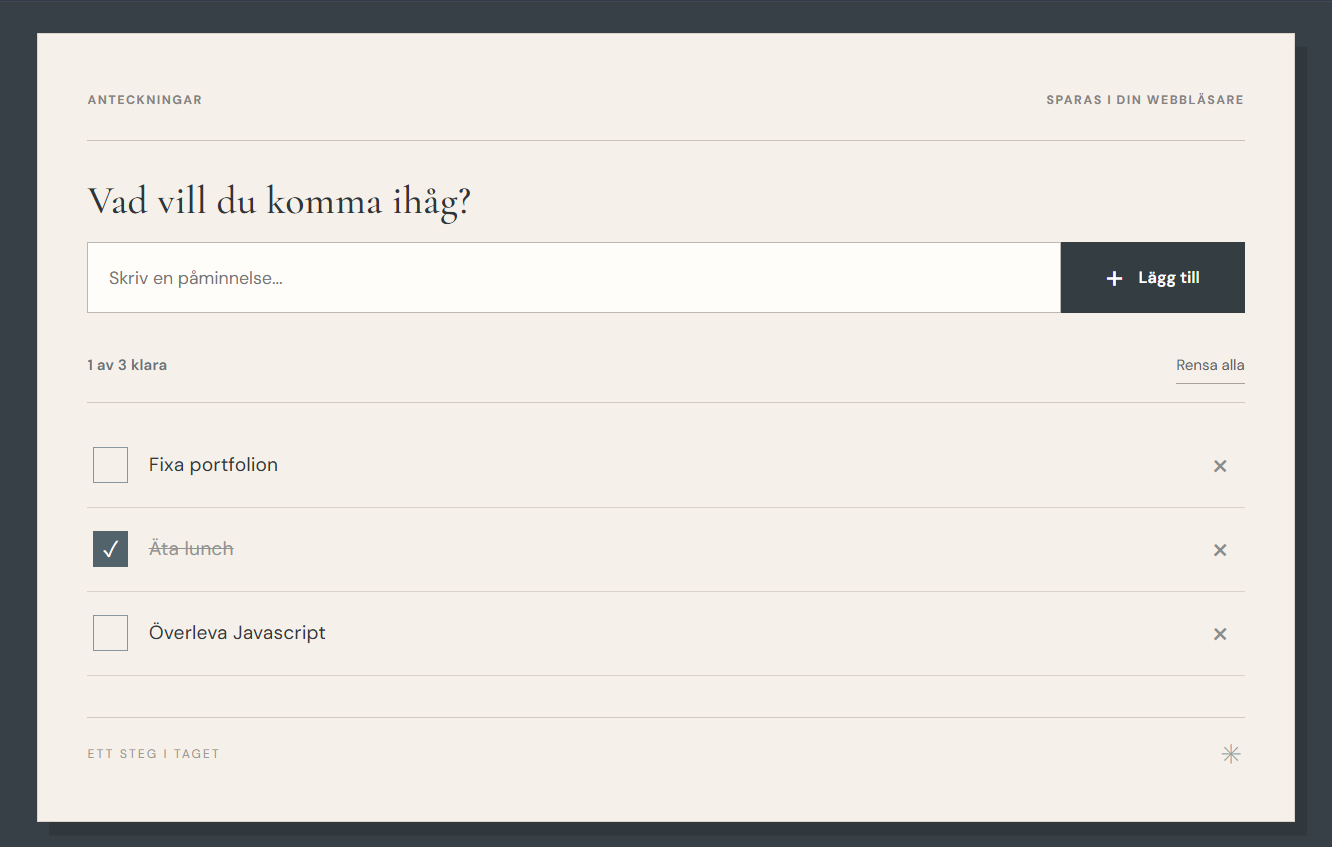 ANTECKNINGAR
SPARAS I DIN WEBBLÄSARE
Vad vill du komma ihåg?
Skriv en påminnelse...
+ Lägg till
1 av 3 klara
Rensa alla
Fixa portfolion
Äta lunch
Överleva Javascript
ETT STEG I TAGET